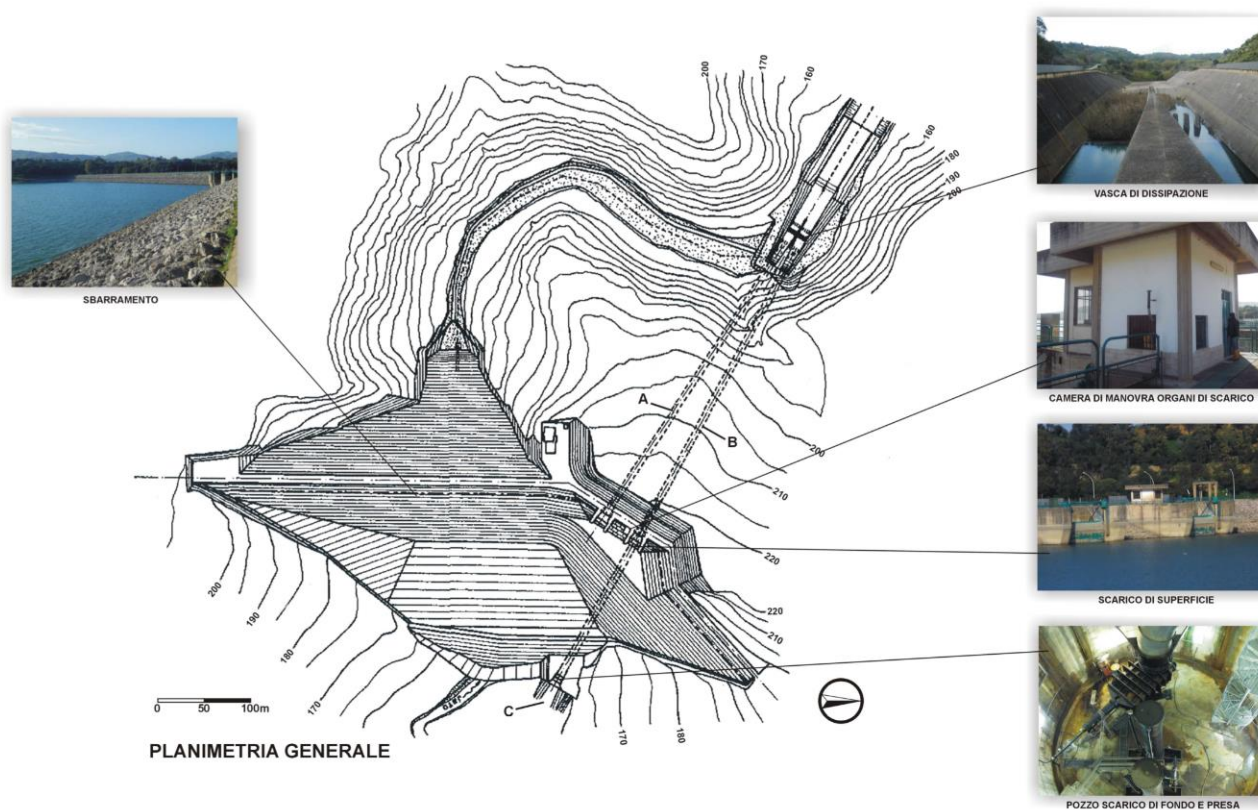 SBARRAMENTO
VASCA DI DISSIPAZIONE
CAMERA DI MANOVRA ORGANI DI SCARICO
SCARICO DI SUPERFICIE
POZZO SCARICO DI FONDO E PRESA
200
170
160
160
180
190
200
A
B
200
210
220
220
210
200
190
180
170
C
170
180
0 50 100m
PLANIMETRIA GENERALE